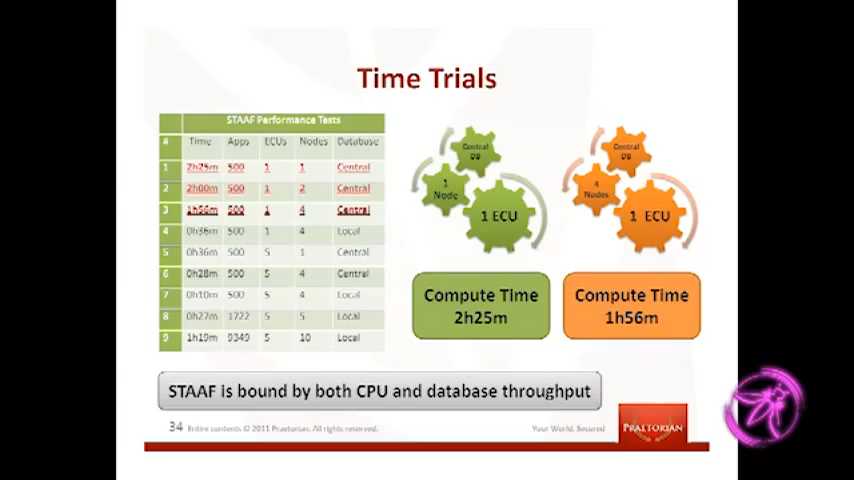 Time Trials
STAAF Performance Tests
# Time Apps ECUs Nodes Database
1 2h25m 500 1 1 Central
2 2h00m 500 1 2 Central
3 1h56m 500 1 4 Central
4 0h36m 500 1 4 Local
5 0h36m 500 5 1 Central
6 0h28m 500 5 4 Central
7 0h10m 500 5 4 Local
8 0h27m 1722 5 5 Local
9 1h19m 9349 5 10 Local
Central
DB
1
Node
1 ECU
Compute Time
2h25m
Central
DB
4
Nodes
1 ECU
Compute Time
1h56m
STAAF is bound by both CPU and database throughput
34 Entire contents © 2011 Praetorian. All rights reserved.
Your World, Secured
PRAETORIAN